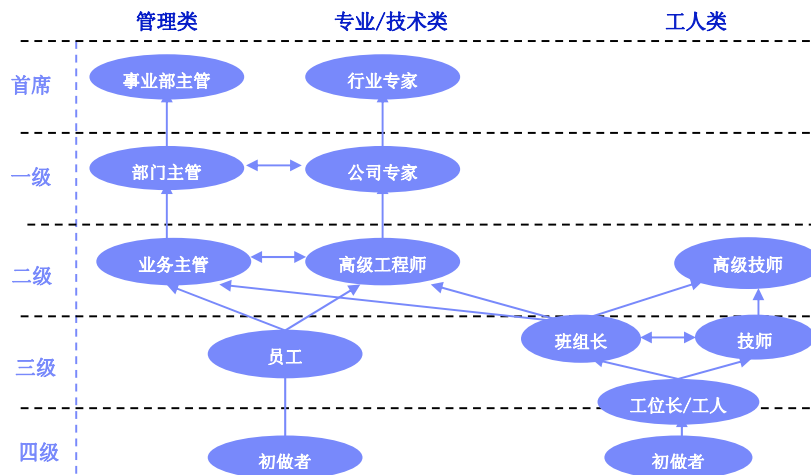 管理类
专业/技术类
工人类
首席
事业部主管
行业专家
一级
部门主管
公司专家
二级
业务主管
高级工程师
高级技师
三级
员工
班组长
技师
工位长/工人
四级
初做者
初做者